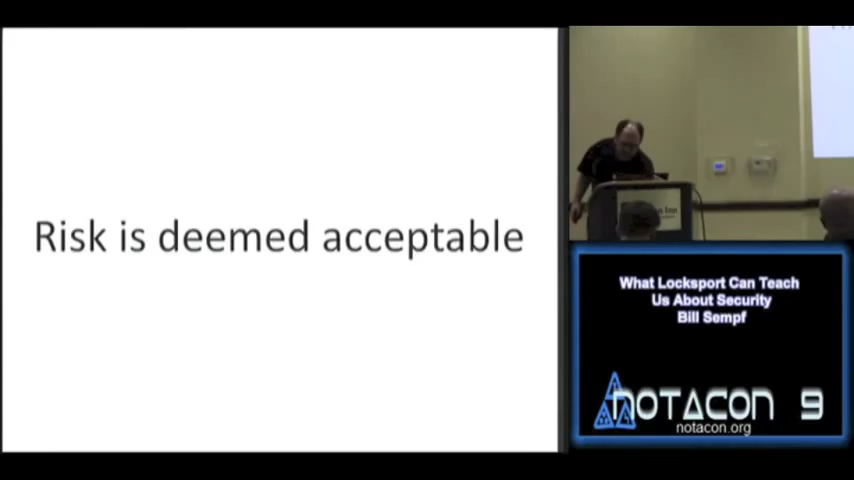 Risk is deemed acceptable
What Locksport Can Teach
Us About Security
Bill Sempf
NOTACON 9
notacon.org